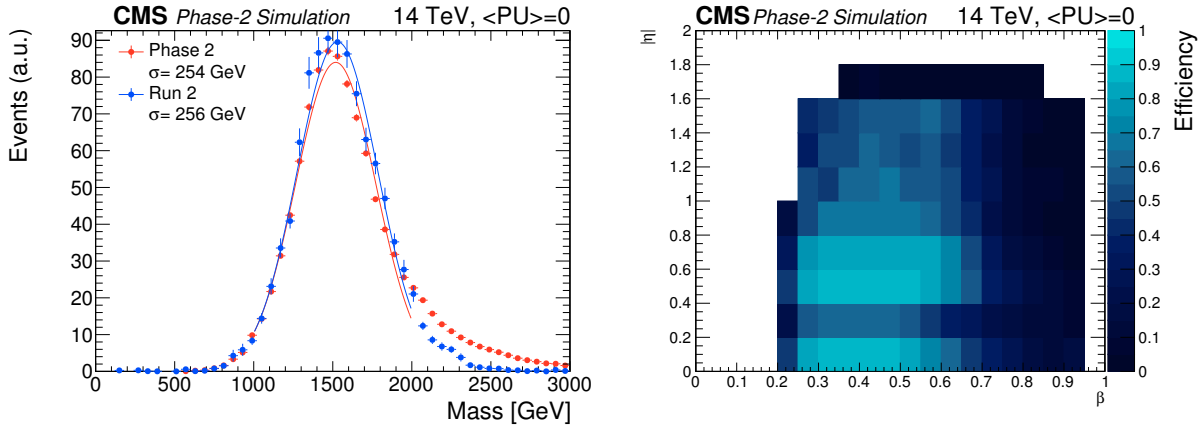 CMS Phase-2 Simulation 14 TeV, <PU>=0
Events (a.u.)
90
80
70
60
50
40
30
20
10
0
Phase 2
σ= 254 GeV
Run 2
σ= 256 GeV
0 500 1000 1500 2000 2500 3000
Mass [GeV]
CMS Phase-2 Simulation 14 TeV, <PU>=0
|η|
2
1.8
1.6
1.4
1.2
1
0.8
0.6
0.4
0.2
0
0 0.1 0.2 0.3 0.4 0.5 0.6 0.7 0.8 0.9 1
β
1
0.9
0.8
0.7
0.6
0.5
0.4
0.3
0.2
0.1
0
Efficiency